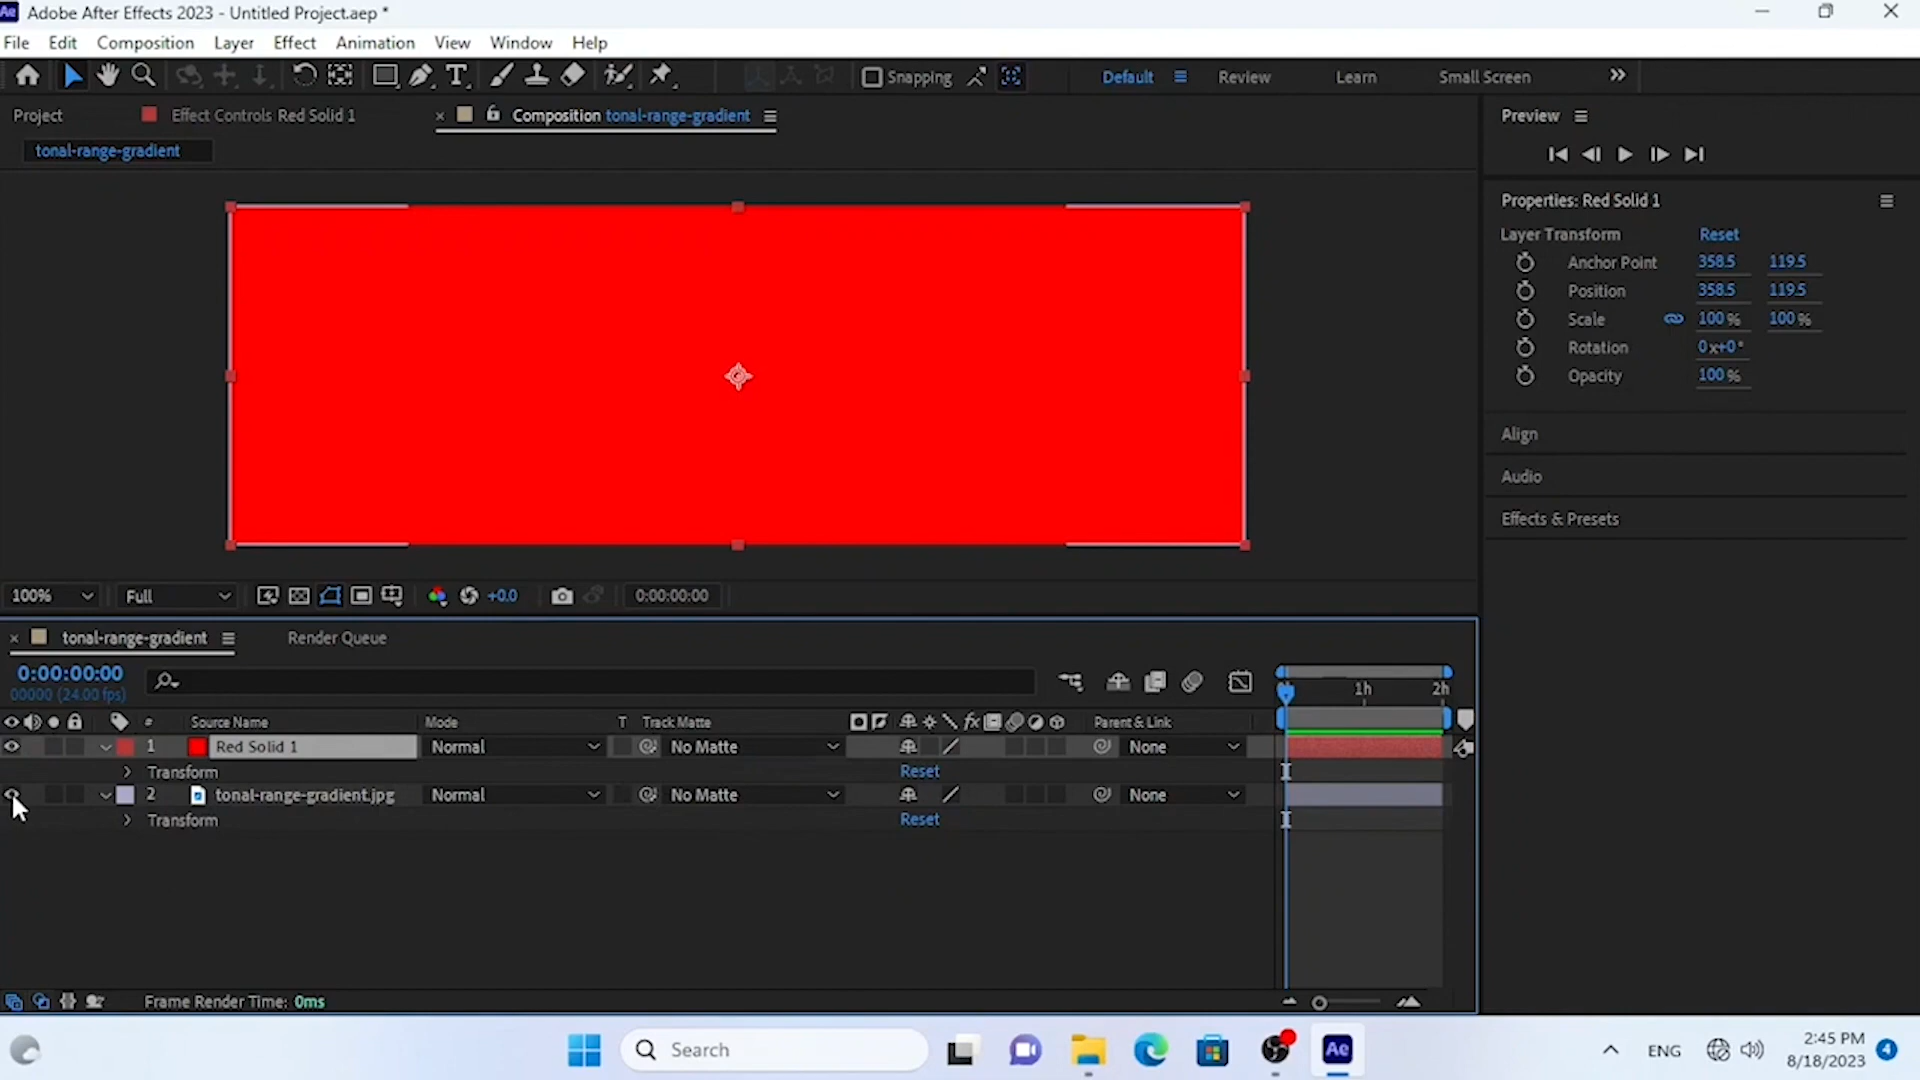 Ae Adobe After Effects 2023 - Untitled Project.aep *
File Edit Composition Layer Effect Animation View Window Help
T Snapping Default Review Learn Small Screen
Project Effect Controls Red Solid 1 × Composition tonal-range-gradient
tonal-range-gradient
Preview
Properties: Red Solid 1
Layer Transform Reset
Anchor Point 358.5 119.5
Position 358.5 119.5
Scale 100 % 100 %
Rotation 0 x+0 °
Opacity 100 %
Align
Audio
Effects & Presets
100% Full +0.0 0:00:00:00
× tonal-range-gradient Render Queue
0:00:00:00
00000 (24.00 fps)
1h 2h
# Source Name Mode T Track Matte fx Parent & Link
1 Red Solid 1 Normal No Matte None
Transform Reset
2 tonal-range-gradient.jpg Normal No Matte None
Transform Reset
Frame Render Time: 0ms
Search Ae ENG 2:45 PM 4
8/18/2023